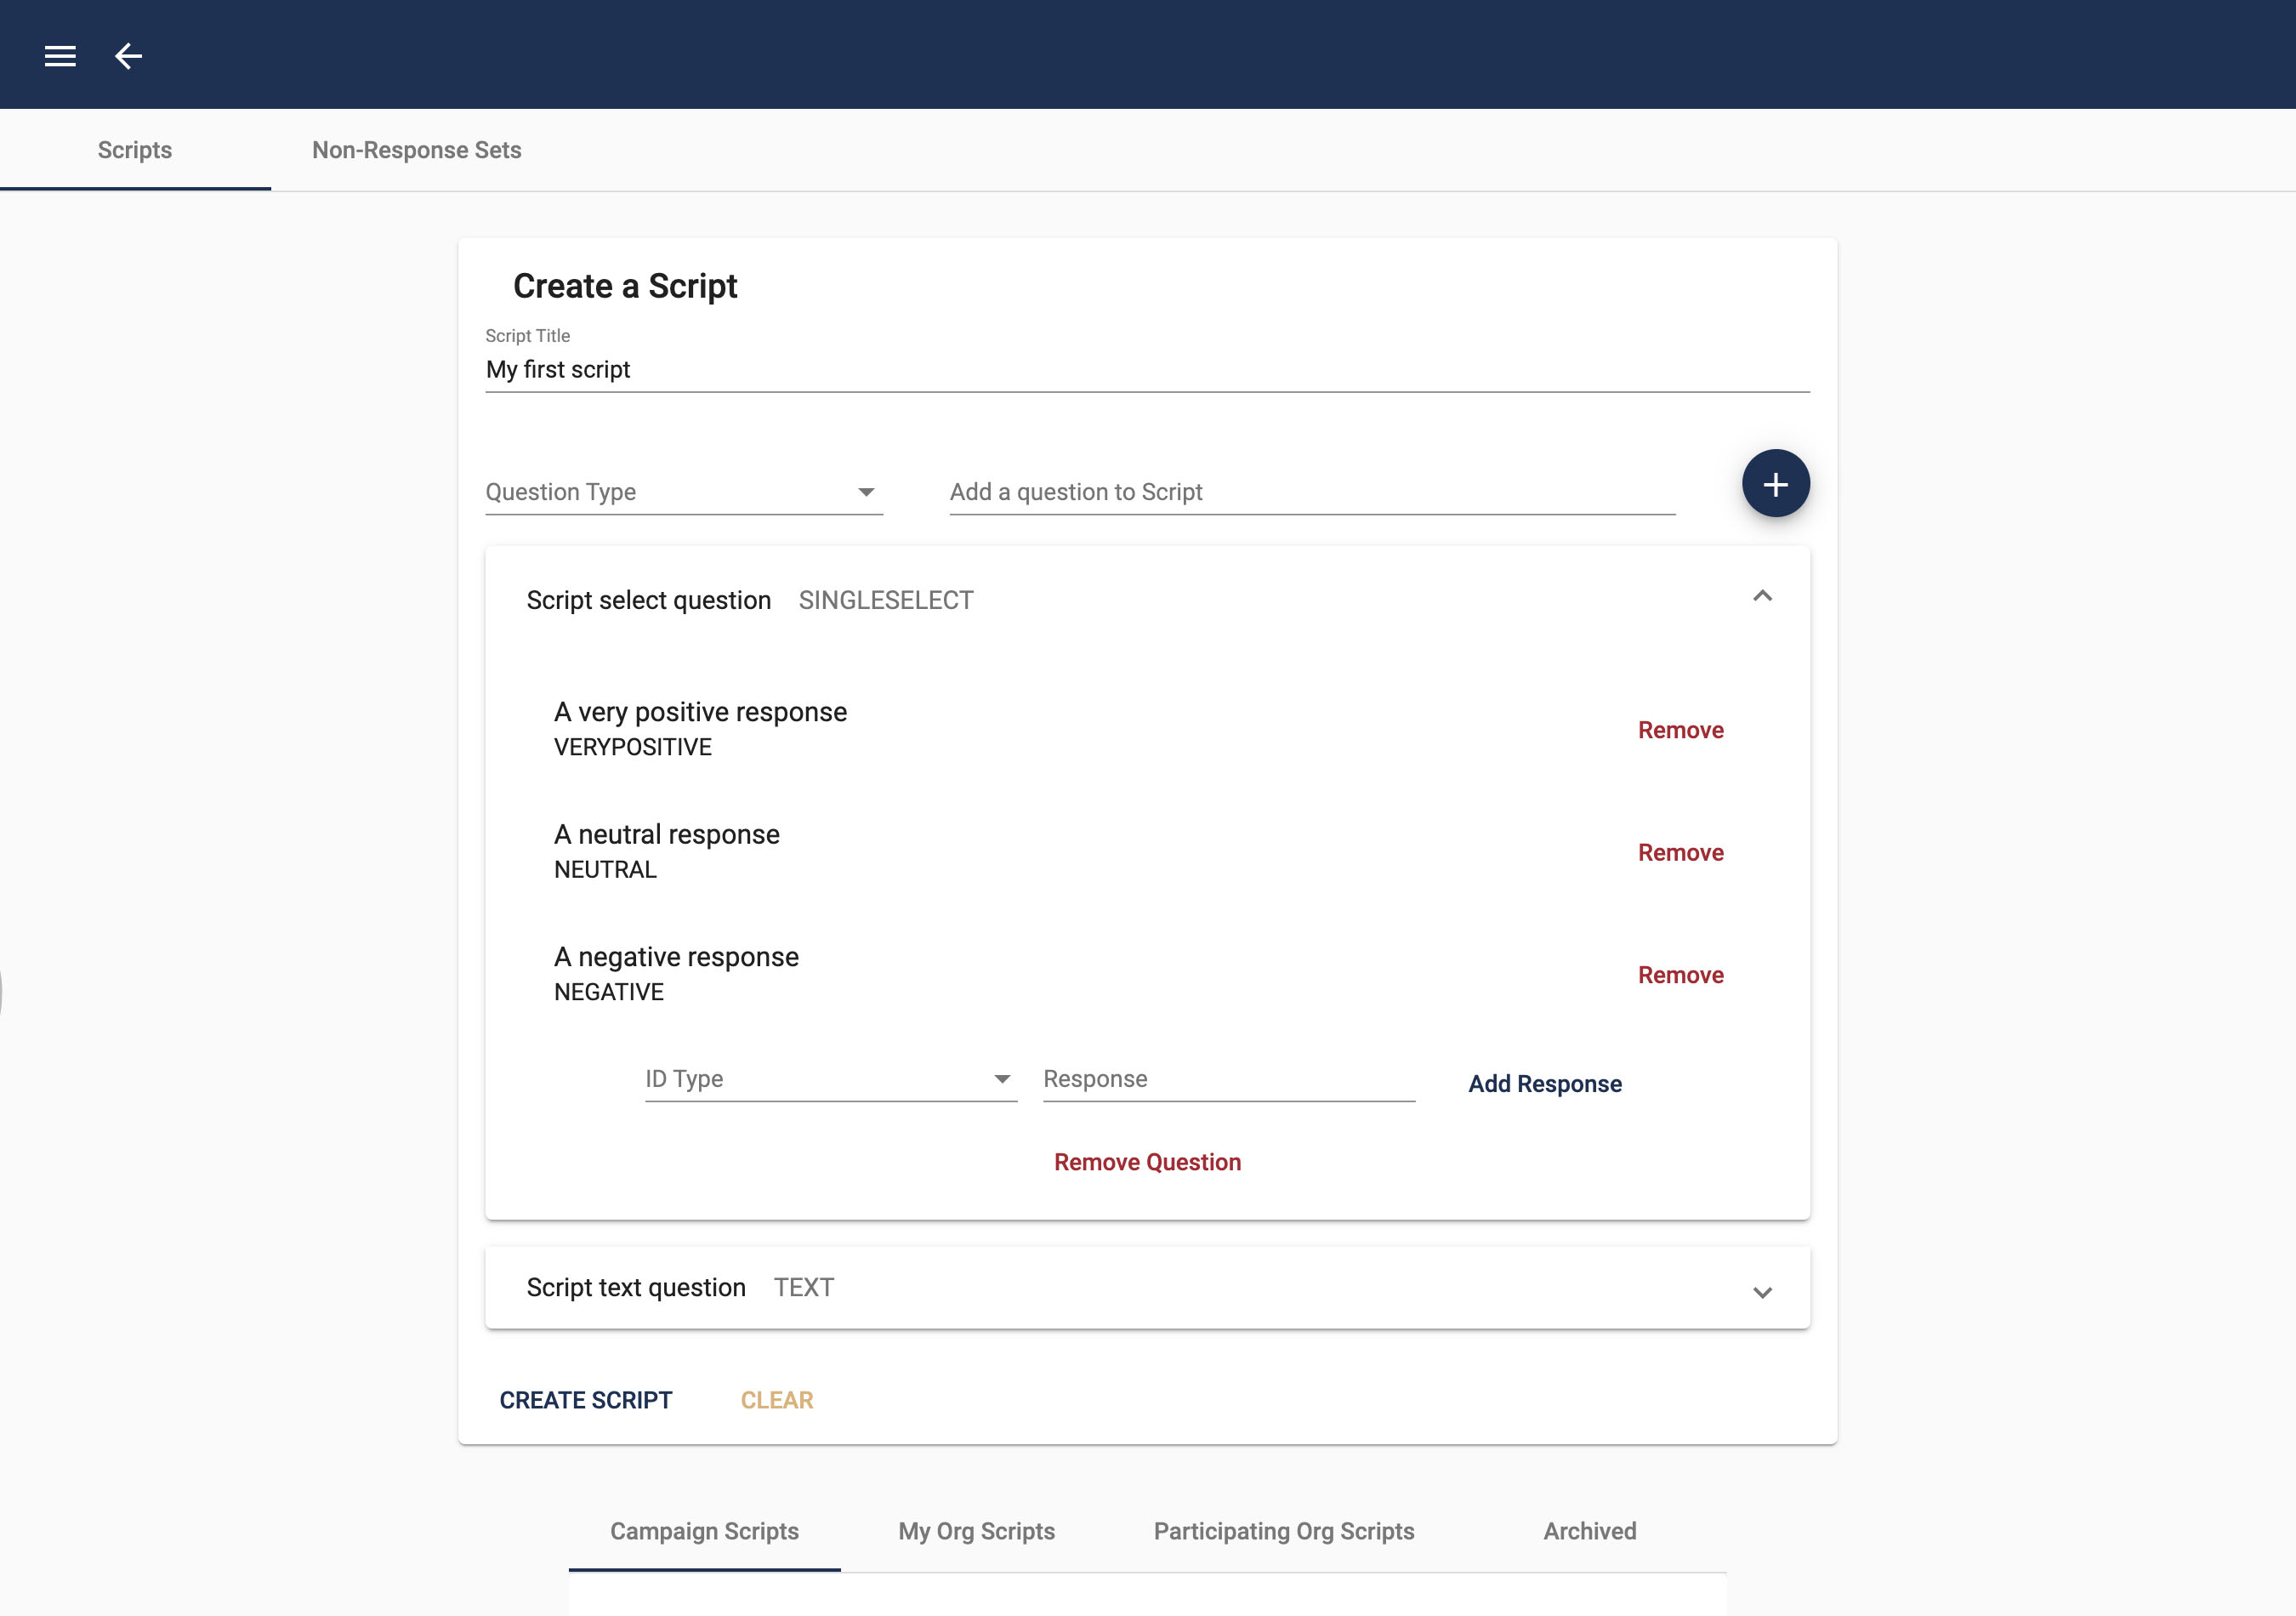 Scripts Non-Response Sets
Create a Script
Script Title
My first script
Question Type Add a question to Script
Script select question SINGLESELECT
A very positive response
VERYPOSITIVE
Remove
A neutral response
NEUTRAL
Remove
A negative response
NEGATIVE
Remove
ID Type Response Add Response
Remove Question
Script text question TEXT
CREATE SCRIPT CLEAR
Campaign Scripts My Org Scripts Participating Org Scripts Archived